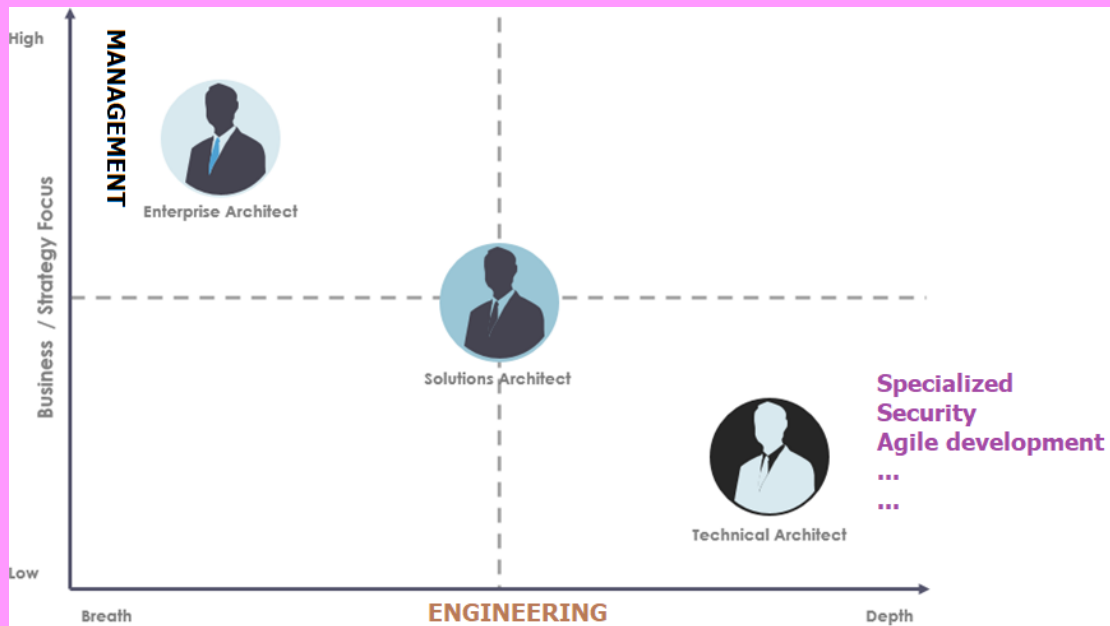 High
MANAGEMENT
Enterprise Architect
Business / Strategy Focus
Solutions Architect
Specialized
Security
Agile development
...
...
Technical Architect
Low
Breath
ENGINEERING
Depth